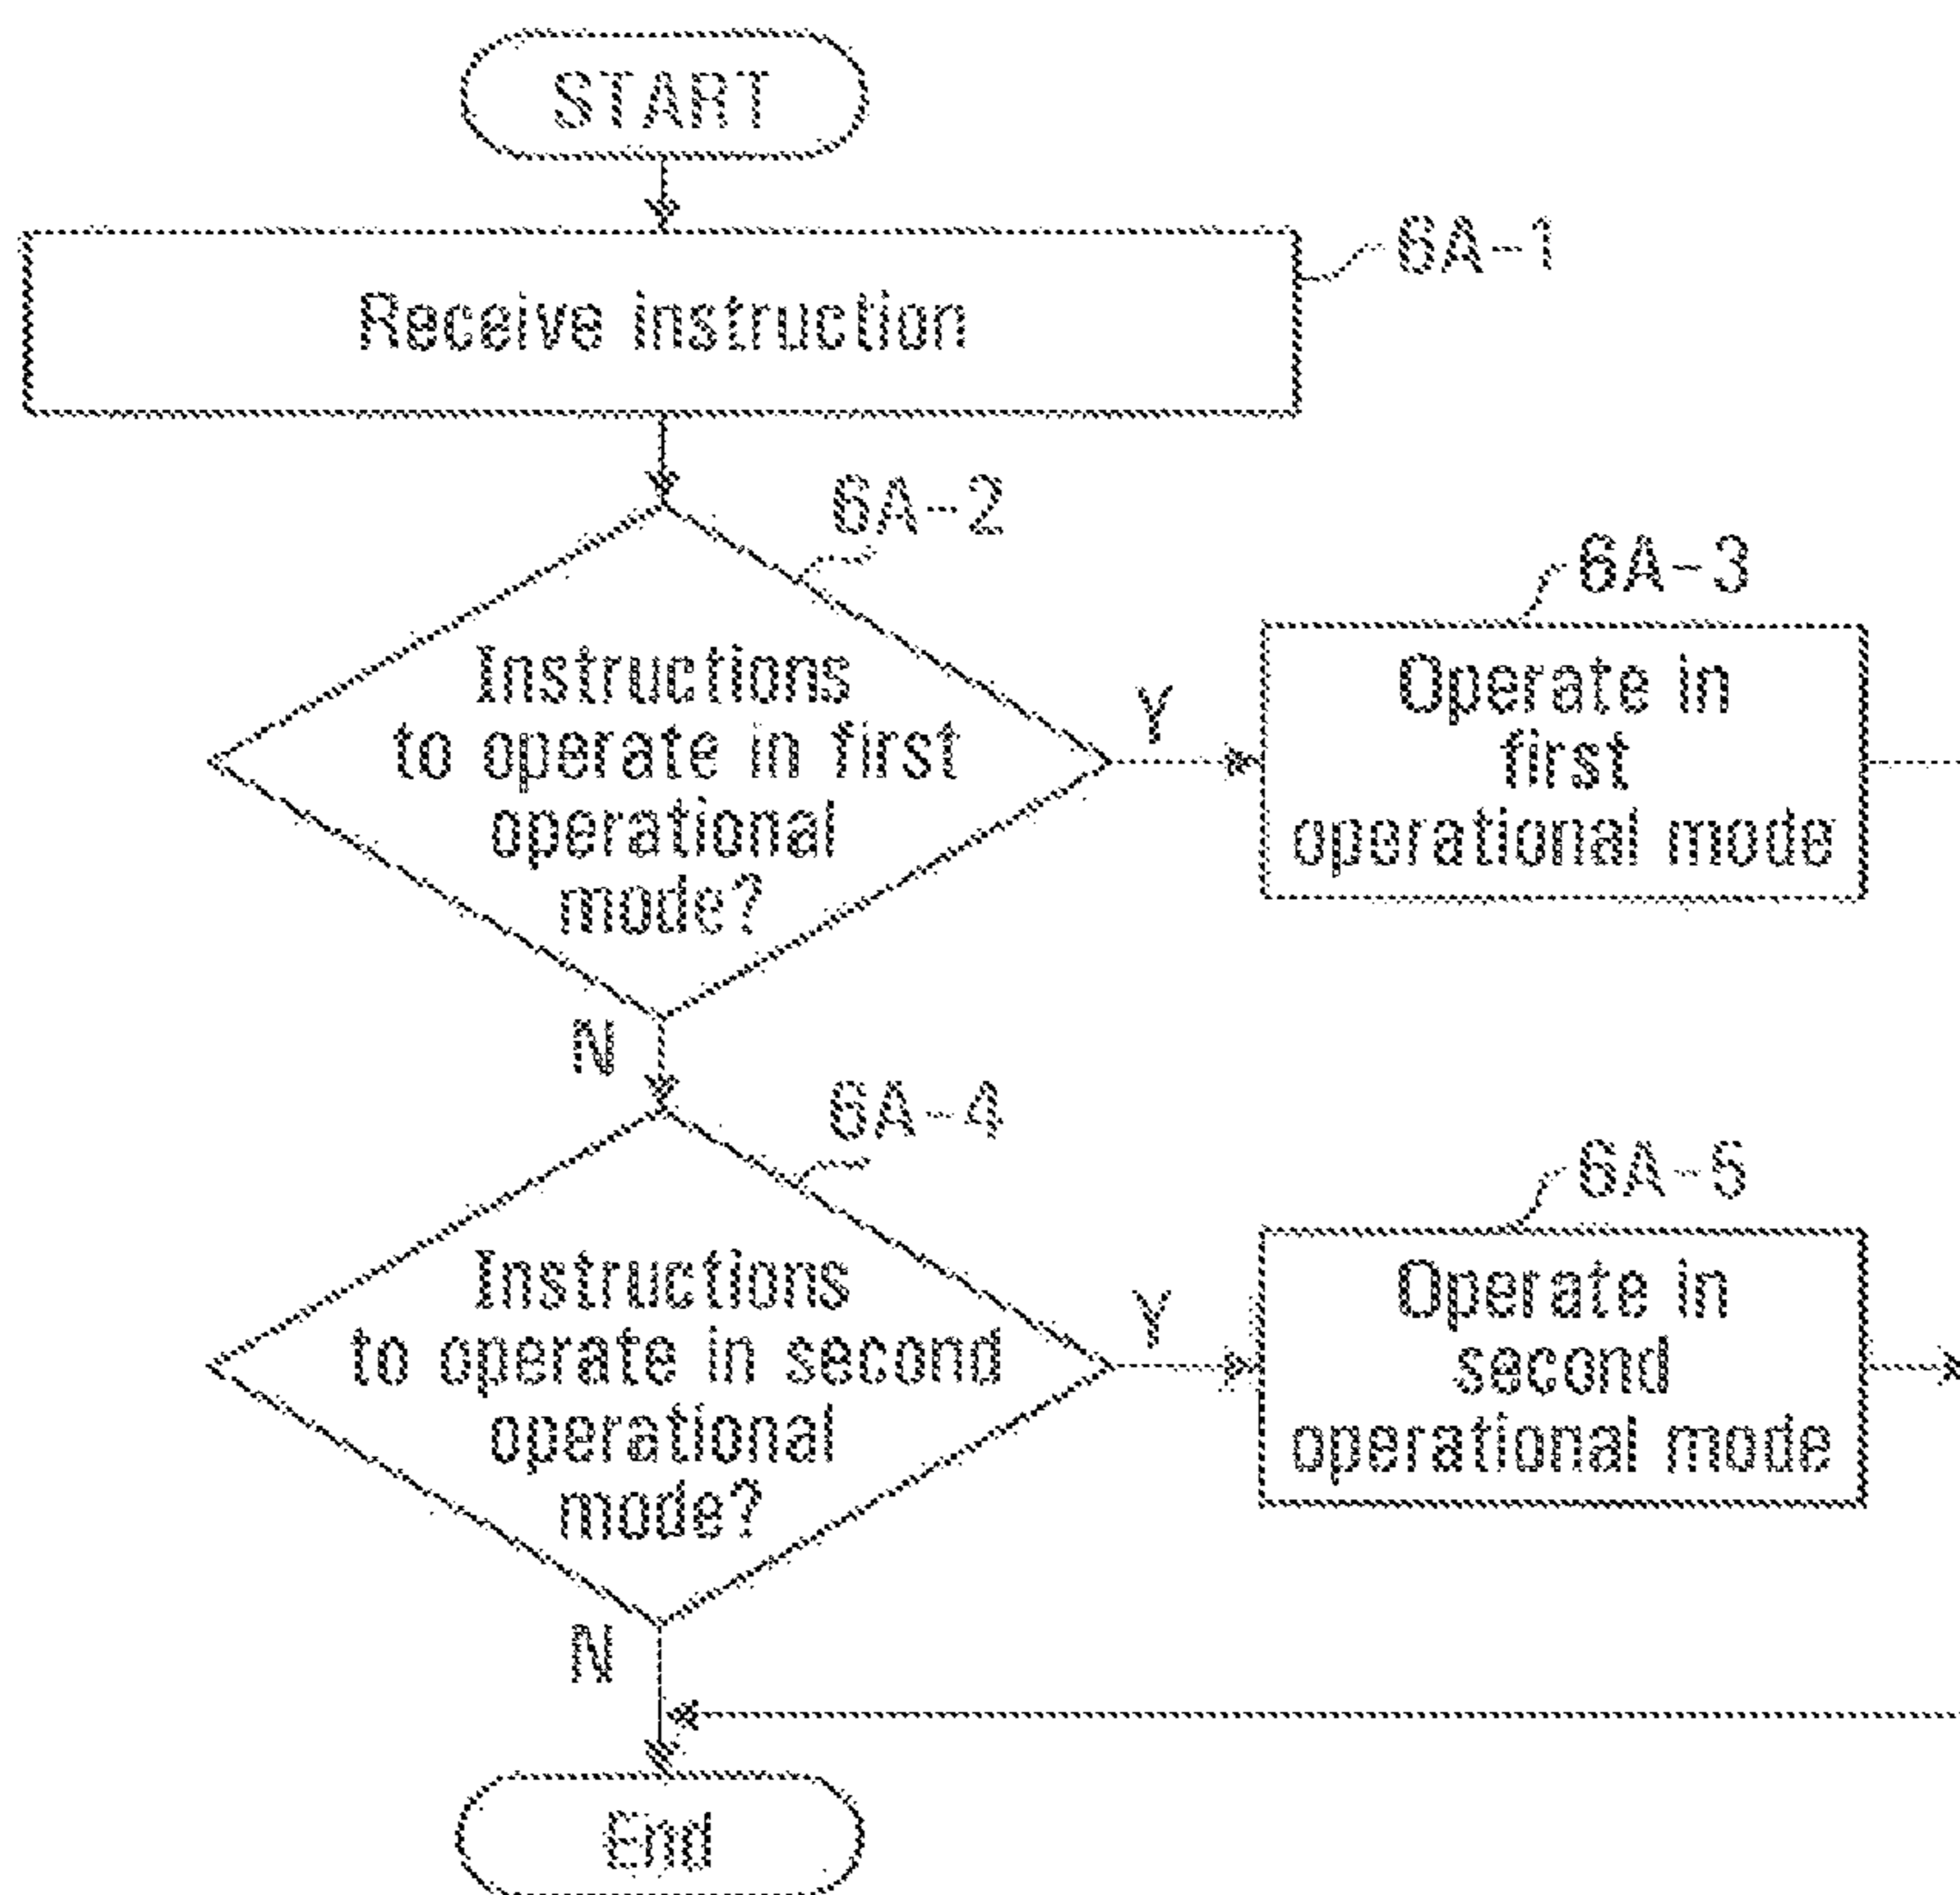 START
Receive instruction
6A-1
6A-2
Instructions
to operate in first
operational
mode?
Y
6A-3
Operate in
first
operational mode
N
6A-4
Instructions
to operate in second
operational
mode?
Y
6A-5
Operate in
second
operational mode
N
End